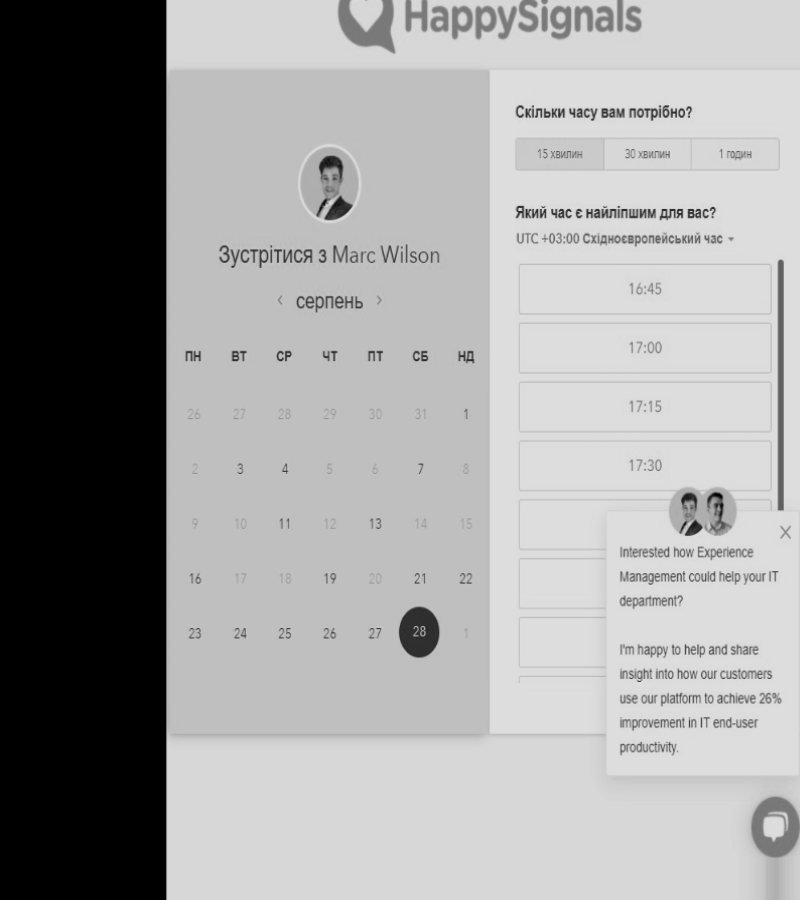 HappySignals
Зустрітися з Marc Wilson
серпень
ПН ВТ СР ЧТ ПТ СБ НД
26 27 28 29 30 31 1
2 3 4 5 6 7 8
9 10 11 12 13 14 15
16 17 18 19 20 21 22
23 24 25 26 27 28 1
Скільки часу вам потрібно?
15 хвилин 30 хвилин 1 годин
Який час є найліпшим для вас?
UTC +03:00 Східноєвропейський час
16:45
17:00
17:15
17:30
Interested how Experience
Management could help your IT
department?
I'm happy to help and share
insight into how our customers
use our platform to achieve 26%
improvement in IT end-user
productivity.